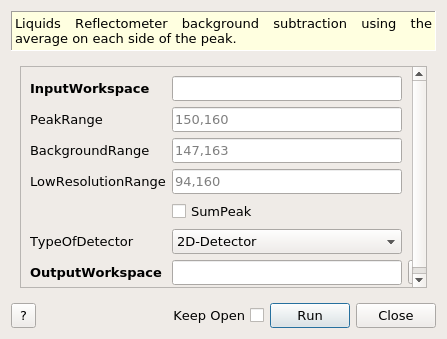 Liquids Reflectometer background subtraction using the
average on each side of the peak.
InputWorkspace
PeakRange 150,160
BackgroundRange 147,163
LowResolutionRange 94,160
SumPeak
TypeOfDetector 2D-Detector
OutputWorkspace
? Keep Open Run Close